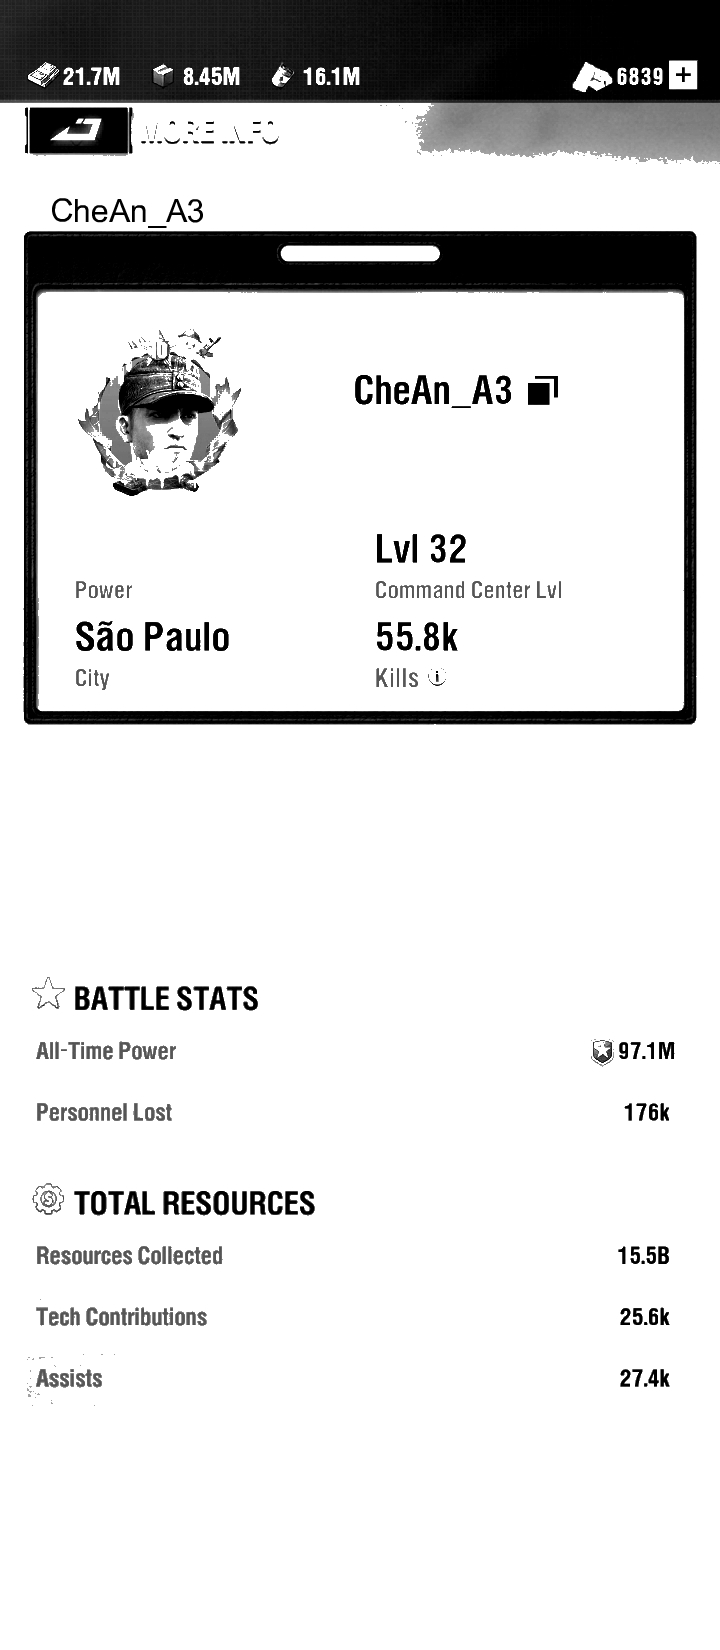 21.7M 8.45M 16.1M 6839
MORE INFO
CheAn_A3
CheAn_A3
Lvl 32
Power Command Center Lvl
São Paulo 55.8k
City Kills
BATTLE STATS
All-Time Power 97.1M
Personnel Lost 176k
TOTAL RESOURCES
Resources Collected 15.5B
Tech Contributions 25.6k
Assists 27.4k